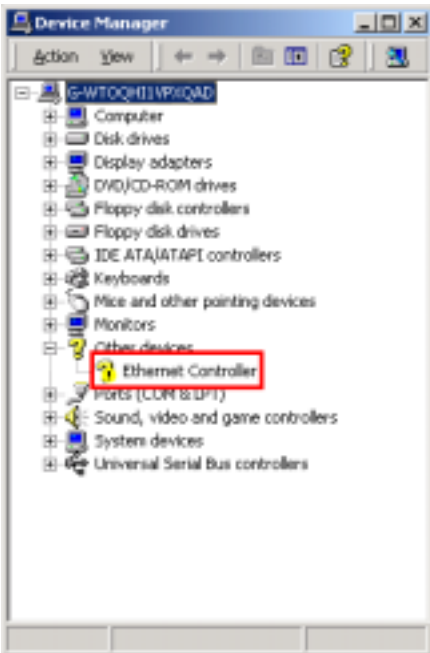 Device Manager
Action View
Computer
Disk drives
Display adapters
DVD/CD-ROM drives
Floppy disk controllers
Floppy disk drives
IDE ATA/ATAPI controllers
Keyboards
Mice and other pointing devices
Monitors
Other devices
Ethernet Controller
Ports (COM & LPT)
Sound, video and game controllers
System devices
Universal Serial Bus controllers